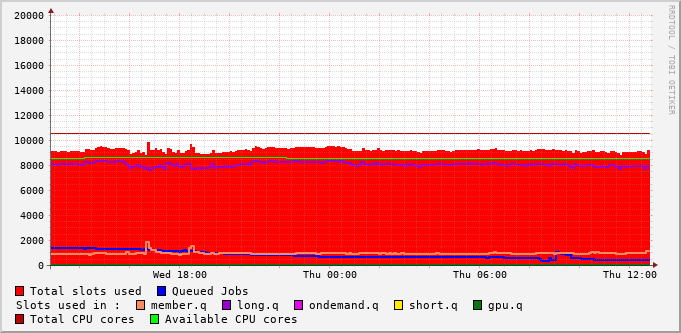 20000
18000
16000
14000
12000
10000
8000
6000
4000
2000
0
Wed 18:00 Thu 00:00 Thu 06:00 Thu 12:00
Total slots used Queued Jobs
Slots used in : member.q long.q ondemand.q short.q gpu.q
Total CPU cores Available CPU cores
RRDTOOL / TOBI OETIKER